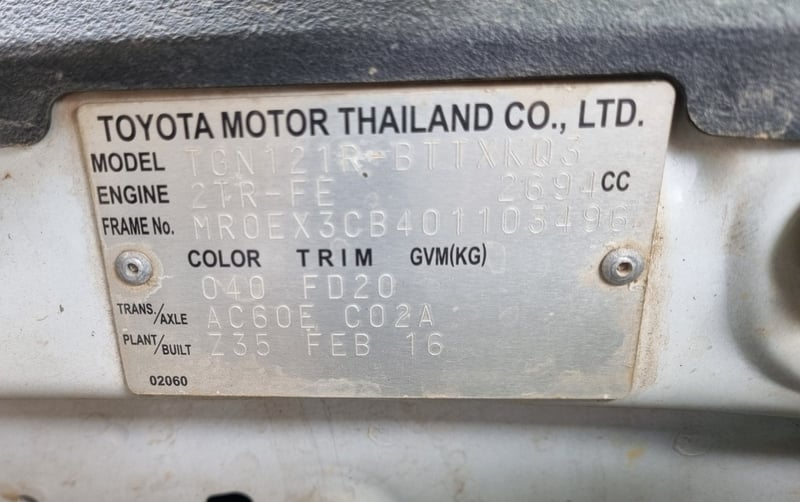 TOYOTA MOTOR THAILAND CO., LTD.
MODEL TGN121R-BTTXKQ3
ENGINE 2TR-FE 2694 CC
FRAME No. MR0EX3CB401103496
COLOR TRIM GVM(KG)
040 FD20
TRANS./AXLE AC60E C02A
PLANT/BUILT Z35 FEB 16
02060